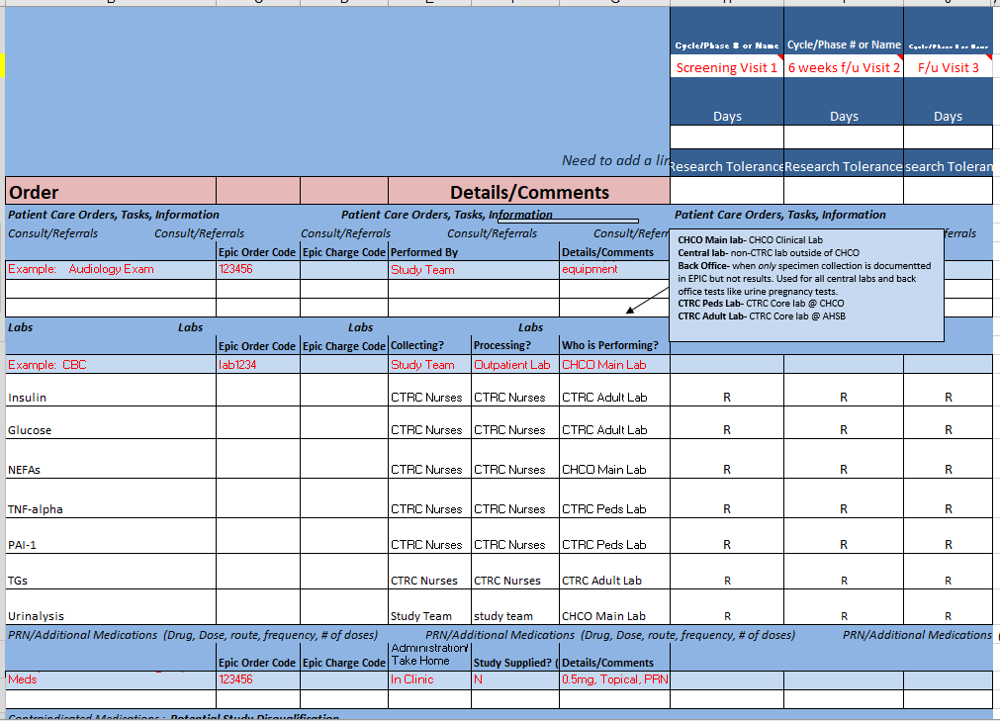 Cycle/Phase # or Name Cycle/Phase # or Name Cycle/Phase # or Name
Screening Visit 1 6 weeks f/u Visit 2 F/u Visit 3
Days Days Days
Need to add a lin
Research Tolerance Research Tolerance search Toleran
Order Details/Comments
Patient Care Orders, Tasks, Information Patient Care Orders, Tasks, Information Patient Care Orders, Tasks, Information
Consult/Referrals Consult/Referrals Consult/Referrals Consult/Referrals Consult/Referr ferrals
Epic Order Code Epic Charge Code Performed By Details/Comments
Example: Audiology Exam 123456 Study Team equipment
CHCO Main lab- CHCO Clinical Lab
Central lab- non-CTRC lab outside of CHCO
Back Office- when only specimen collection is documentted
in EPIC but not results. Used for all central labs and back
office tests like urine pregnancy tests.
CTRC Peds Lab- CTRC Core lab @ CHCO
CTRC Adult Lab- CTRC Core lab @ AHSB
Labs Labs Labs Labs
Epic Order Code Epic Charge Code Collecting? Processing? Who is Performing?
Example: CBC lab1234 Study Team Outpatient Lab CHCO Main Lab
Insulin CTRC Nurses CTRC Nurses CTRC Adult Lab R R R
Glucose CTRC Nurses CTRC Nurses CTRC Adult Lab R R R
NEFAs CTRC Nurses CTRC Nurses CHCO Main Lab R R R
TNF-alpha CTRC Nurses CTRC Nurses CTRC Peds Lab R R R
PAI-1 CTRC Nurses CTRC Nurses CTRC Peds Lab R R R
TGs CTRC Nurses CTRC Nurses CTRC Adult Lab R R R
Urinalysis Study Team study team CHCO Main Lab R R R
PRN/Additional Medications (Drug, Dose, route, frequency, # of doses) PRN/Additional Medications (Drug, Dose, route, frequency, # of doses) PRN/Additional Medications (
Epic Order Code Epic Charge Code Administration/ Take Home Study Supplied? ( Details/Comments
Meds 123456 In Clinic N 0.5mg, Topical, PRN
Contraindicated Medications : Potential Study Disqualification